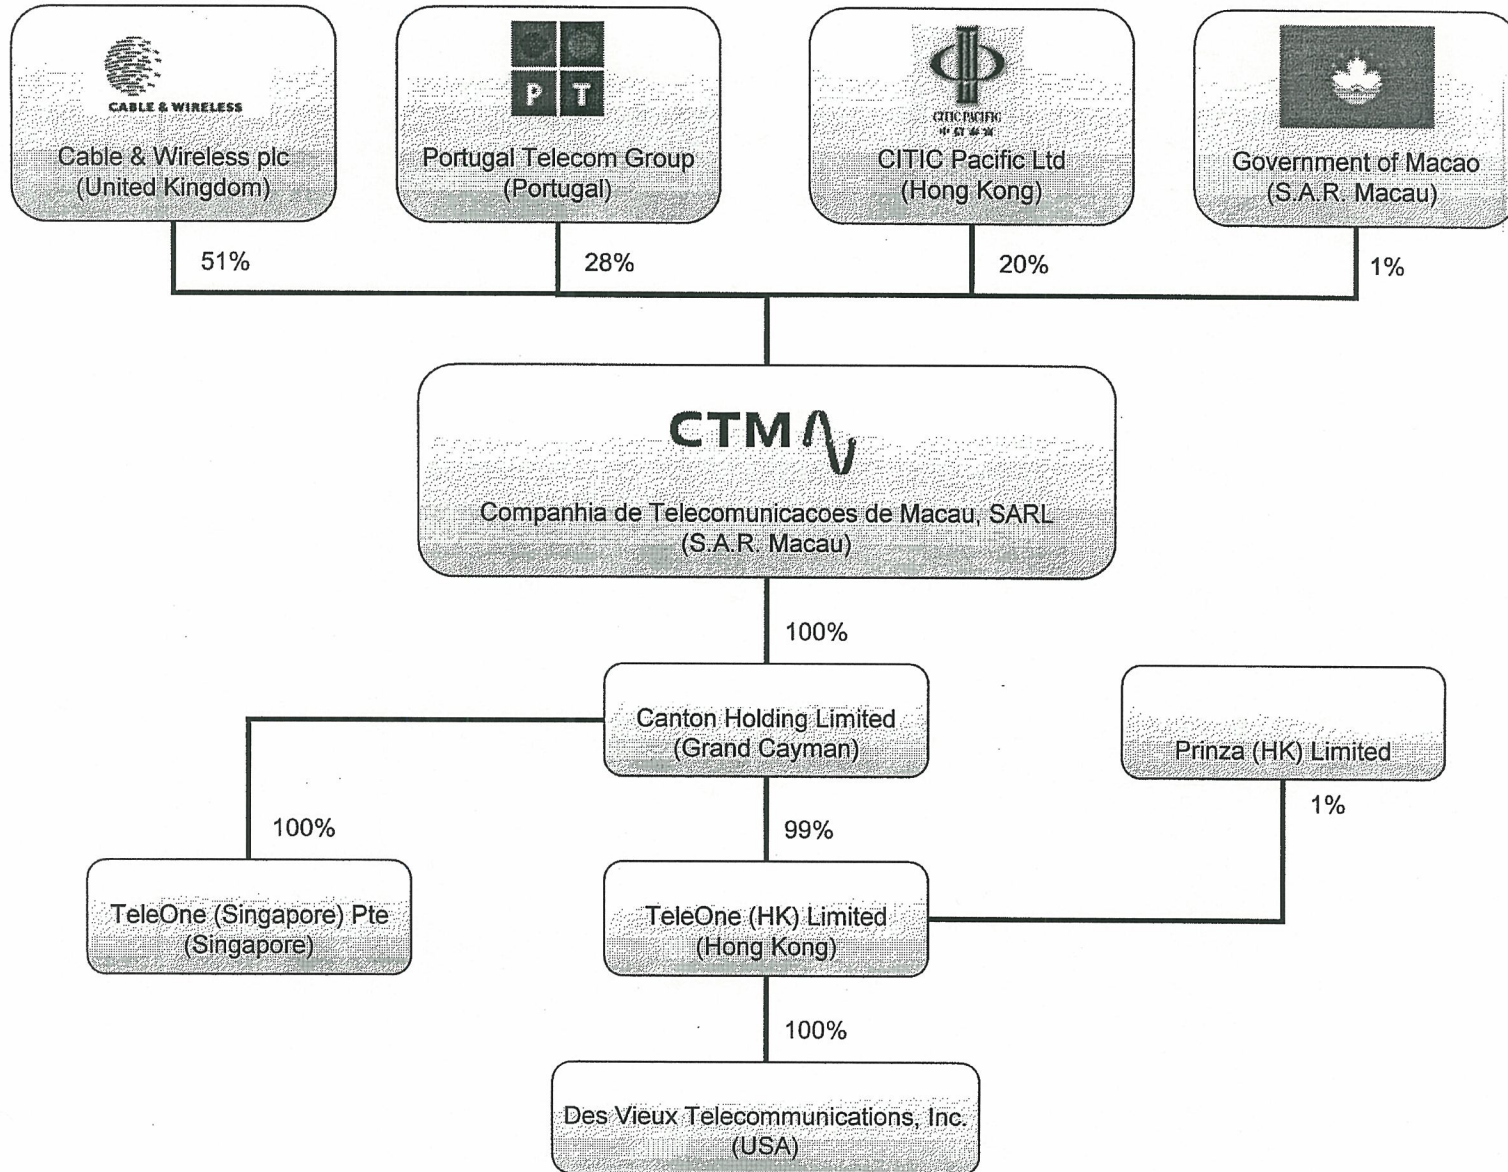 CABLE & WIRELESS
Cable & Wireless plc
(United Kingdom)
P T
Portugal Telecom Group
(Portugal)
CITIC PACIFIC
CITIC Pacific Ltd
(Hong Kong)
Government of Macao
(S.A.R. Macau)
51%
28%
20%
1%
CTM
Companhia de Telecomunicacoes de Macau, SARL
(S.A.R. Macau)
100%
Canton Holding Limited
(Grand Cayman)
Prinza (HK) Limited
100%
99%
1%
TeleOne (Singapore) Pte
(Singapore)
TeleOne (HK) Limited
(Hong Kong)
100%
Des Vieux Telecommunications, Inc.
(USA)